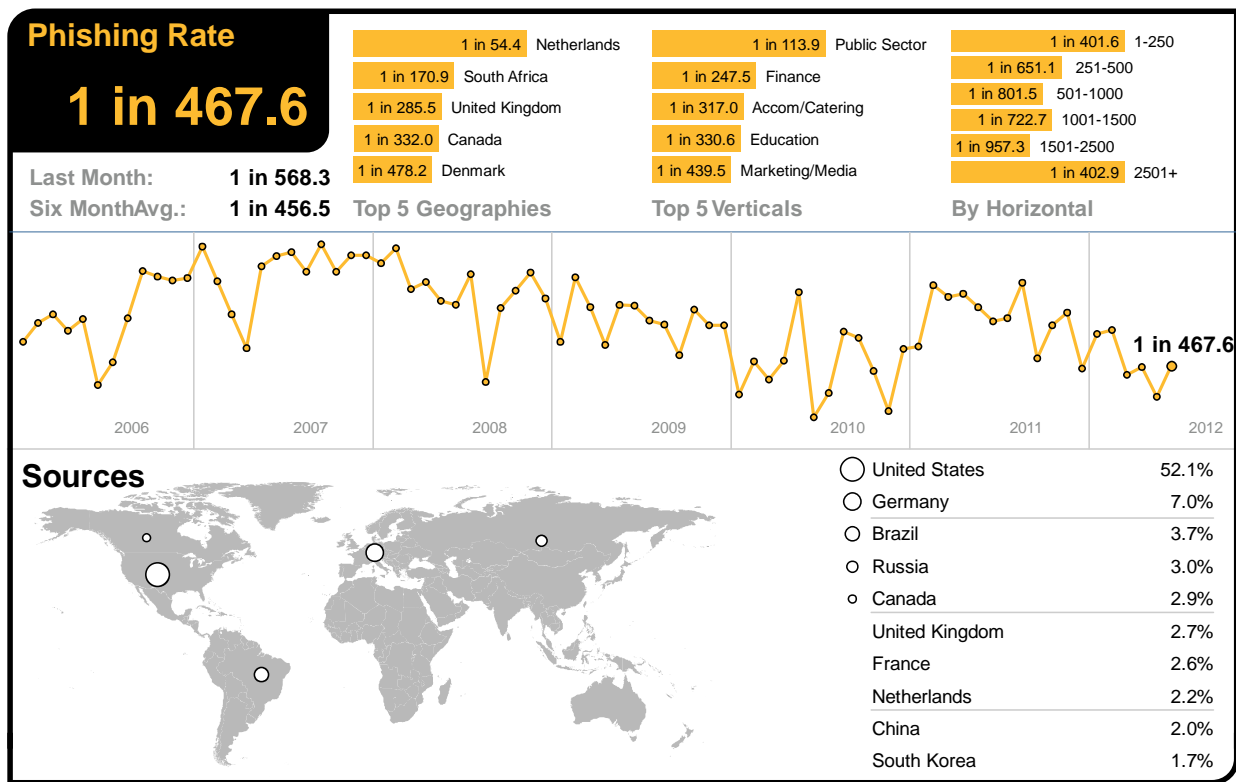 Phishing Rate
1 in 467.6
Last Month: 1 in 568.3
Six MonthAvg.: 1 in 456.5
1 in 54.4 Netherlands
1 in 170.9 South Africa
1 in 285.5 United Kingdom
1 in 332.0 Canada
1 in 478.2 Denmark
Top 5 Geographies
1 in 113.9 Public Sector
1 in 247.5 Finance
1 in 317.0 Accom/Catering
1 in 330.6 Education
1 in 439.5 Marketing/Media
Top 5 Verticals
1 in 401.6 1-250
1 in 651.1 251-500
1 in 801.5 501-1000
1 in 722.7 1001-1500
1 in 957.3 1501-2500
1 in 402.9 2501+
By Horizontal
1 in 467.6
2006 2007 2008 2009 2010 2011 2012
Sources
United States 52.1%
Germany 7.0%
Brazil 3.7%
Russia 3.0%
Canada 2.9%
United Kingdom 2.7%
France 2.6%
Netherlands 2.2%
China 2.0%
South Korea 1.7%